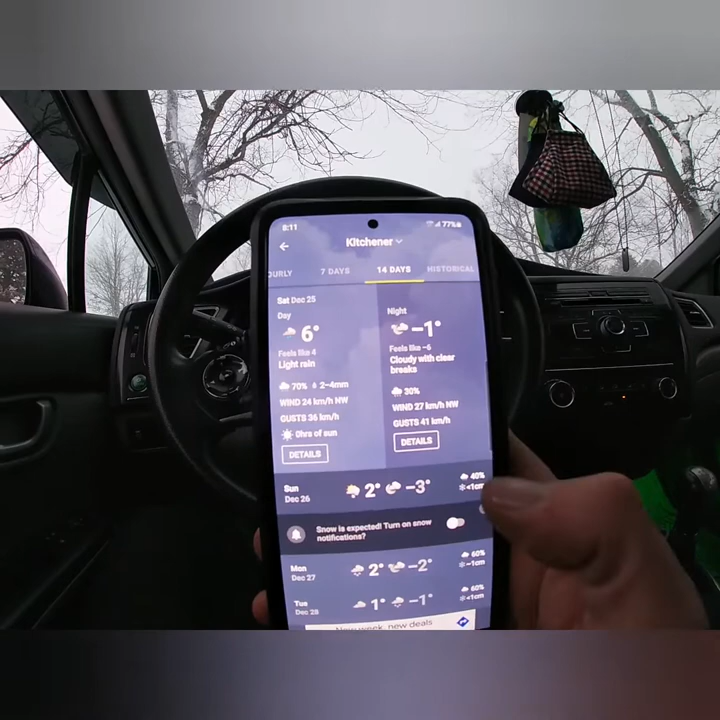 8:11 77%
Kitchener
OURLY 7 DAYS 14 DAYS HISTORICAL
Sat Dec 25
Day
6°
Feels like 4
Light rain
70% 2-4mm
WIND 24 km/h NW
GUSTS 36 km/h
0hrs of sun
DETAILS
Night
-1°
Feels like -6
Cloudy with clear
breaks
30%
WIND 27 km/h NW
GUSTS 41 km/h
DETAILS
Sun
Dec 26
2° -3°
40%
<1cm
Snow is expected! Turn on snow
notifications?
Mon
Dec 27
2° -2°
60%
~1cm
Tue
Dec 28
1° -1°
60%
<1cm
New week, new deals